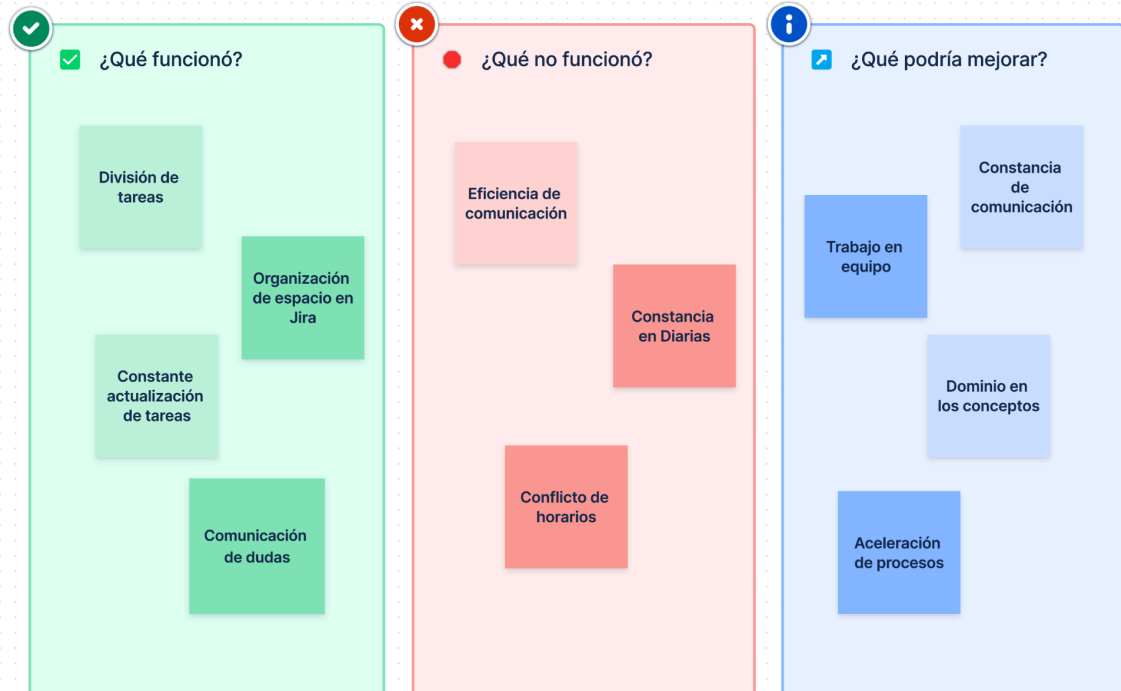 ¿Qué funcionó?
División de
tareas
Organización
de espacio en
Jira
Constante
actualización
de tareas
Comunicación
de dudas
¿Qué no funcionó?
Eficiencia de
comunicación
Constancia
en Diarias
Conflicto de
horarios
¿Qué podría mejorar?
Constancia
de
comunicación
Trabajo en
equipo
Dominio en
los conceptos
Aceleración
de procesos